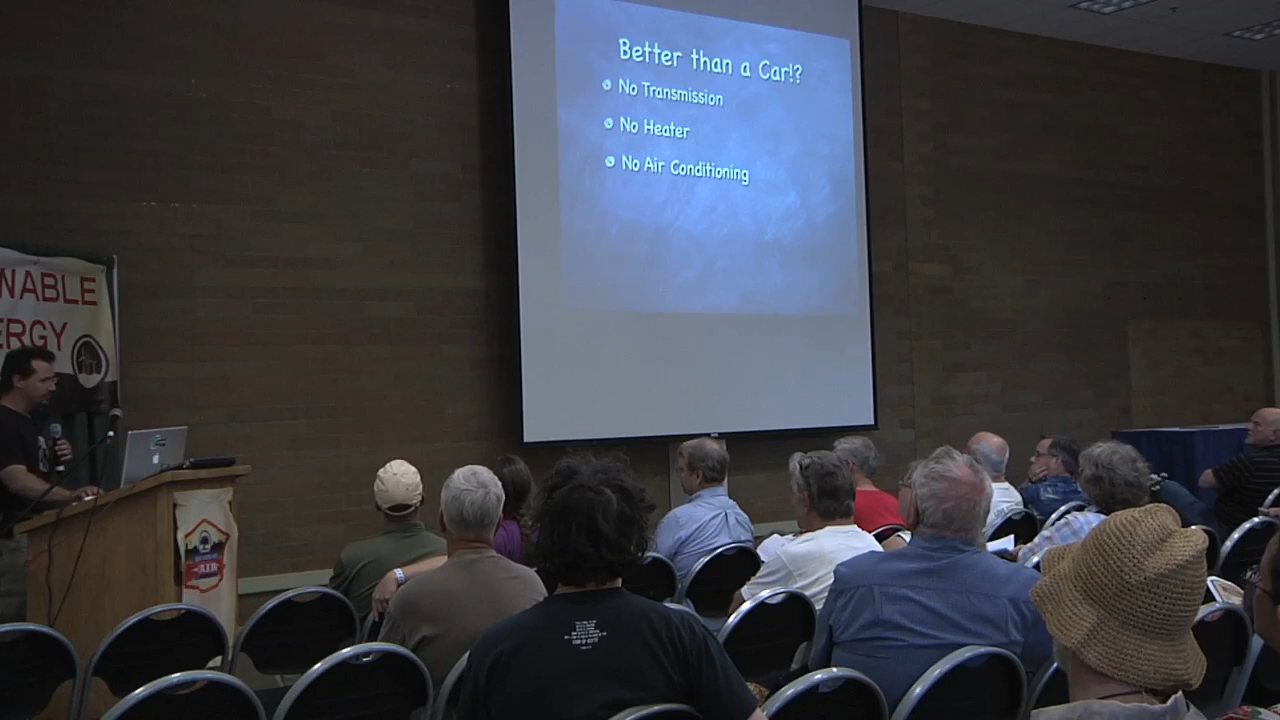 Better than a Car!?
No Transmission
No Heater
No Air Conditioning
NABLE
ERGY
AIR